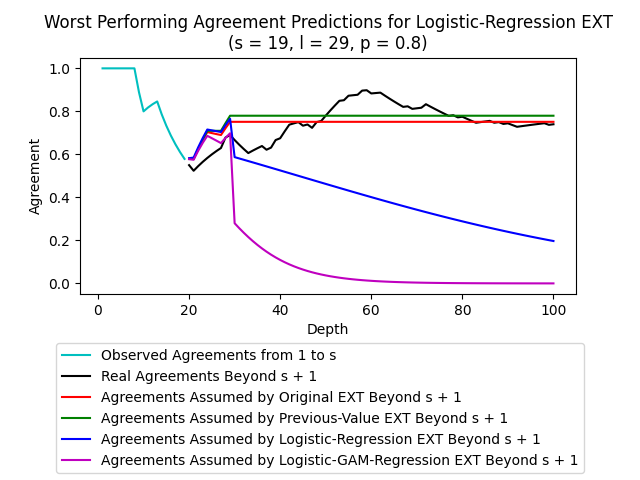 Worst Performing Agreement Predictions for Logistic-Regression EXT
(s = 19, l = 29, p = 0.8)
Agreement
1.0
0.8
0.6
0.4
0.2
0.0
0 20 40 60 80 100
Depth
Observed Agreements from 1 to s
Real Agreements Beyond s + 1
Agreements Assumed by Original EXT Beyond s + 1
Agreements Assumed by Previous-Value EXT Beyond s + 1
Agreements Assumed by Logistic-Regression EXT Beyond s + 1
Agreements Assumed by Logistic-GAM-Regression EXT Beyond s + 1